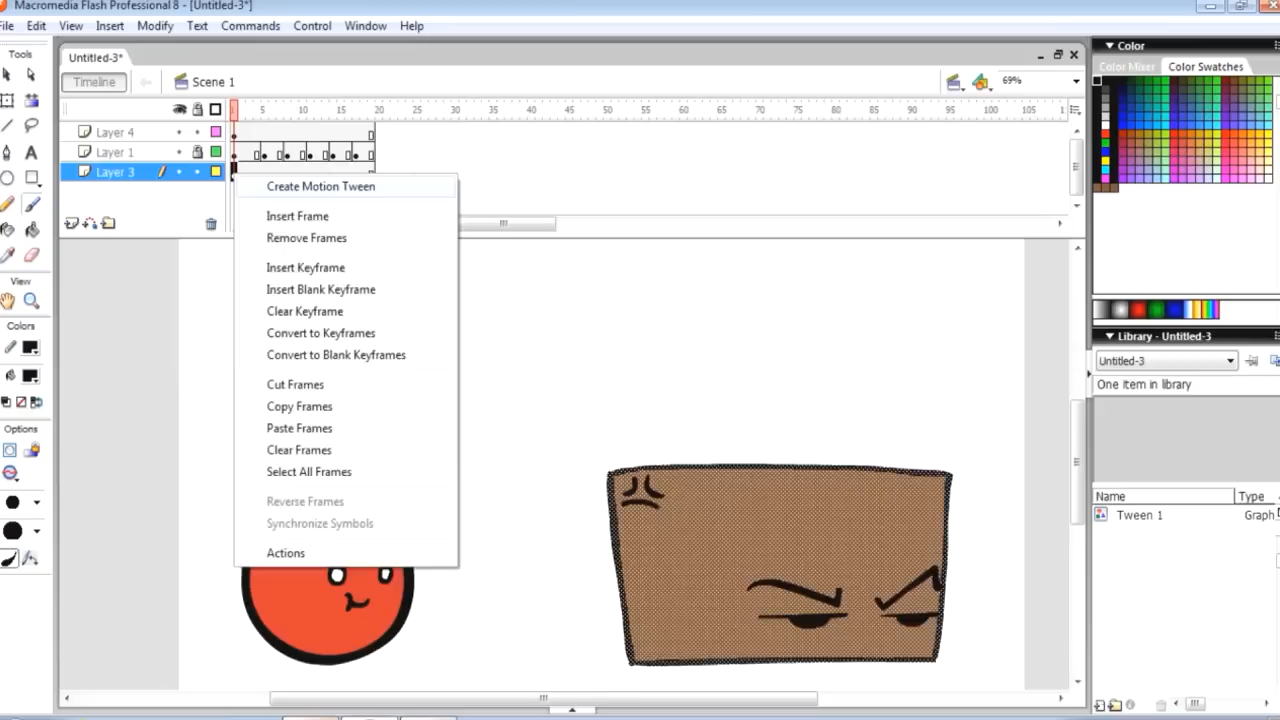 Macromedia Flash Professional 8 - [Untitled-3*]
File Edit View Insert Modify Text Commands Control Window Help
Tools
Untitled-3*
Timeline
Scene 1
69%
5 10 15 20 25 30 35 40 45 50 55 60 65 70 75 80 85 90 95 100 105
Layer 4
Layer 1
Layer 3
Create Motion Tween
Insert Frame
Remove Frames
Insert Keyframe
Insert Blank Keyframe
Clear Keyframe
Convert to Keyframes
Convert to Blank Keyframes
Cut Frames
Copy Frames
Paste Frames
Clear Frames
Select All Frames
Reverse Frames
Synchronize Symbols
Actions
View
Colors
Options
Color
Color Mixer
Color Swatches
Library - Untitled-3
Untitled-3
One item in library
Name Type
Tween 1 Graph